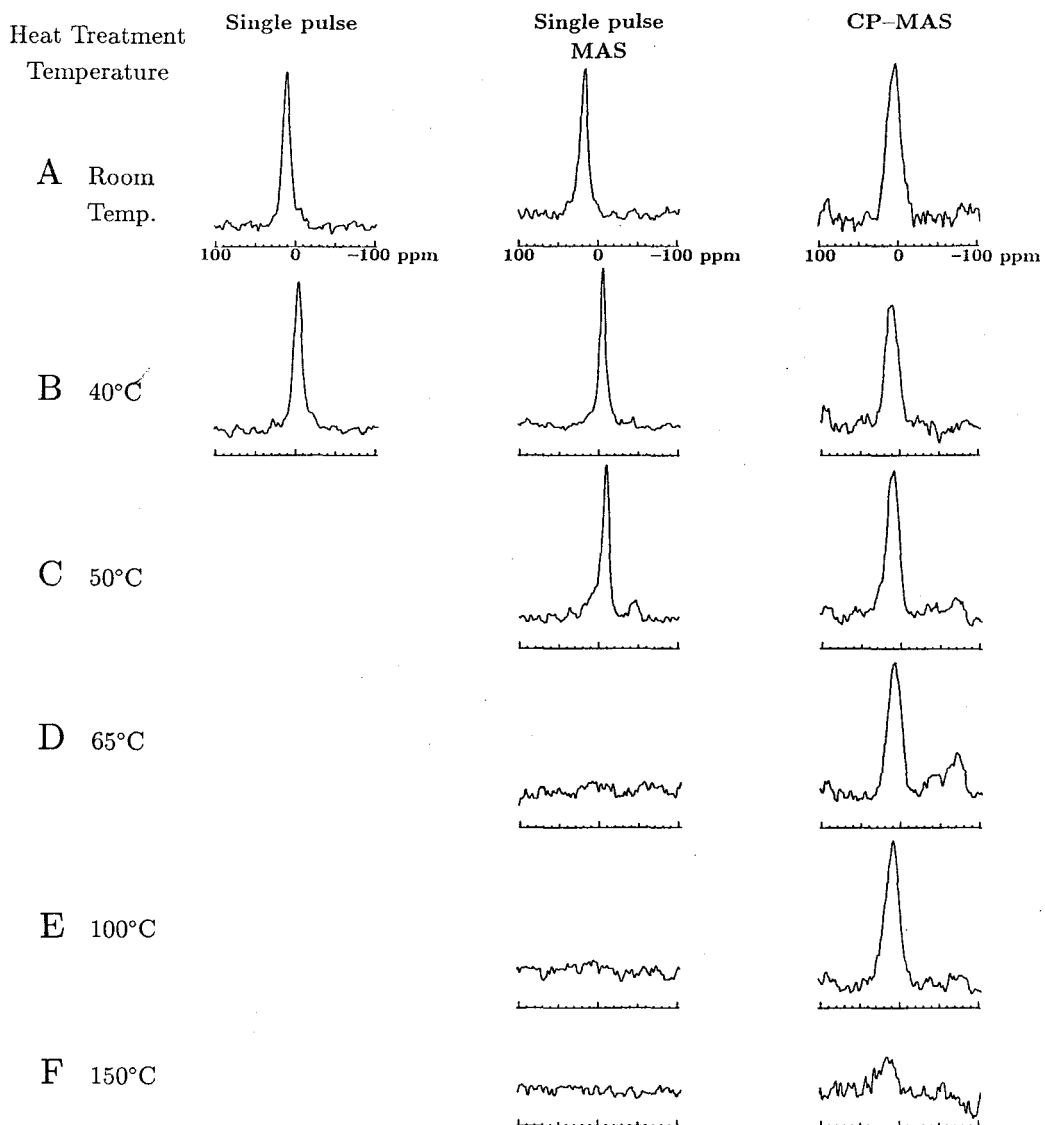 Heat Treatment
Temperature
Single pulse
Single pulse
MAS
CP–MAS
A Room
Temp.
100 0 –100 ppm
100 0 –100 ppm
100 0 –100 ppm
B 40°C
C 50°C
D 65°C
E 100°C
F 150°C